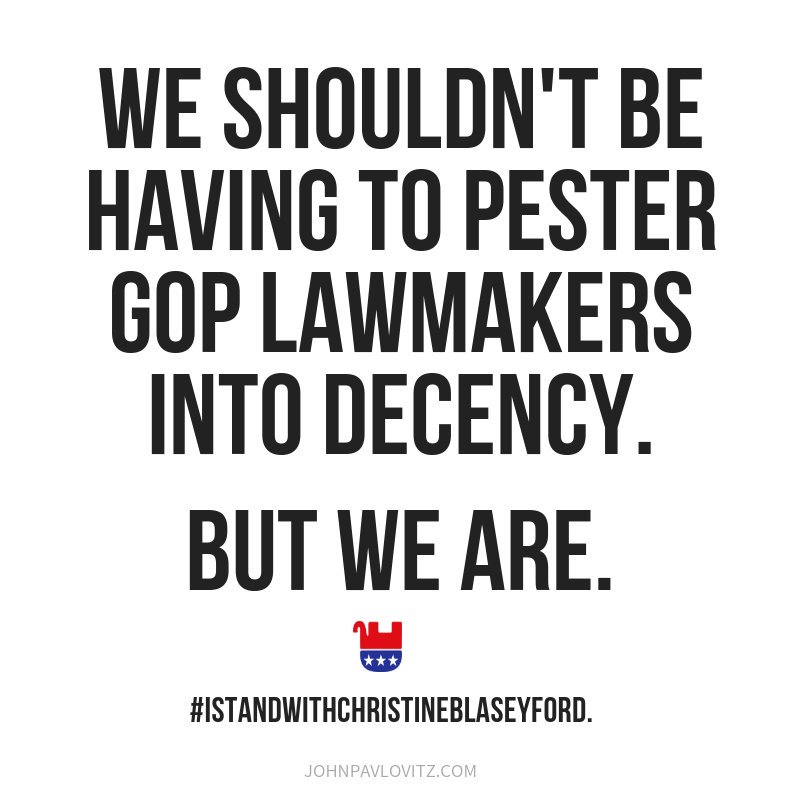 WE SHOULDN'T BE
HAVING TO PESTER
GOP LAWMAKERS
INTO DECENCY.
BUT WE ARE.
#ISTANDWITHCHRISTINEBLASEYFORD.
JOHNPAVLOVITZ.COM